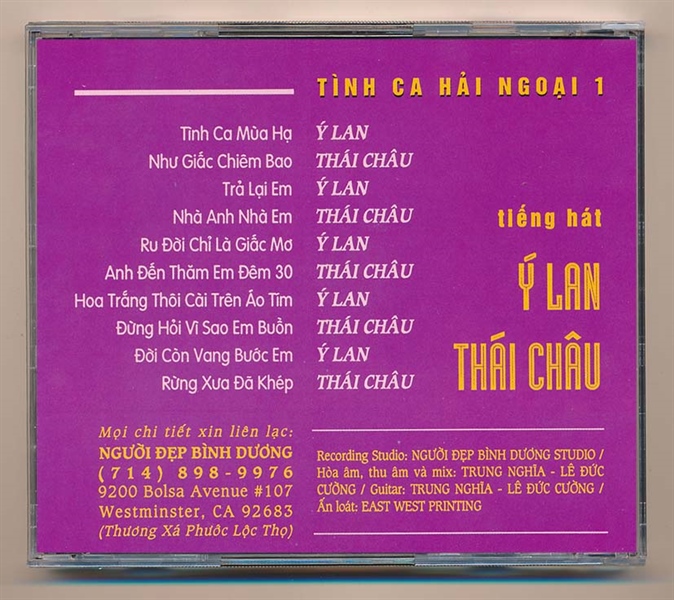 TÌNH CA HẢI NGOẠI 1
Tình Ca Mùa Hạ Ý LAN
Như Giấc Chiêm Bao THÁI CHÂU
Trả Lại Em Ý LAN
Nhà Anh Nhà Em THÁI CHÂU
Ru Đời Chỉ Là Giấc Mơ Ý LAN
Anh Đến Thăm Em Đêm 30 THÁI CHÂU
Hoa Trắng Thôi Cài Trên Áo Tím Ý LAN
Đừng Hỏi Vì Sao Em Buồn THÁI CHÂU
Đời Còn Vang Bước Em Ý LAN
Rừng Xưa Đã Khép THÁI CHÂU
tiếng hát
Ý LAN
THÁI CHÂU
Mọi chi tiết xin liên lạc:
NGƯỜI ĐẸP BÌNH DƯƠNG
(714) 898-9976
9200 Bolsa Avenue #107
Westminster, CA 92683
(Thương Xá Phước Lộc Thọ)
Recording Studio: NGƯỜI ĐẸP BÌNH DƯƠNG STUDIO /
Hòa âm, thu âm và mix: TRUNG NGHĨA - LÊ ĐỨC
CƯỜNG / Guitar: TRUNG NGHĨA - LÊ ĐỨC CƯỜNG /
Ấn loát: EAST WEST PRINTING